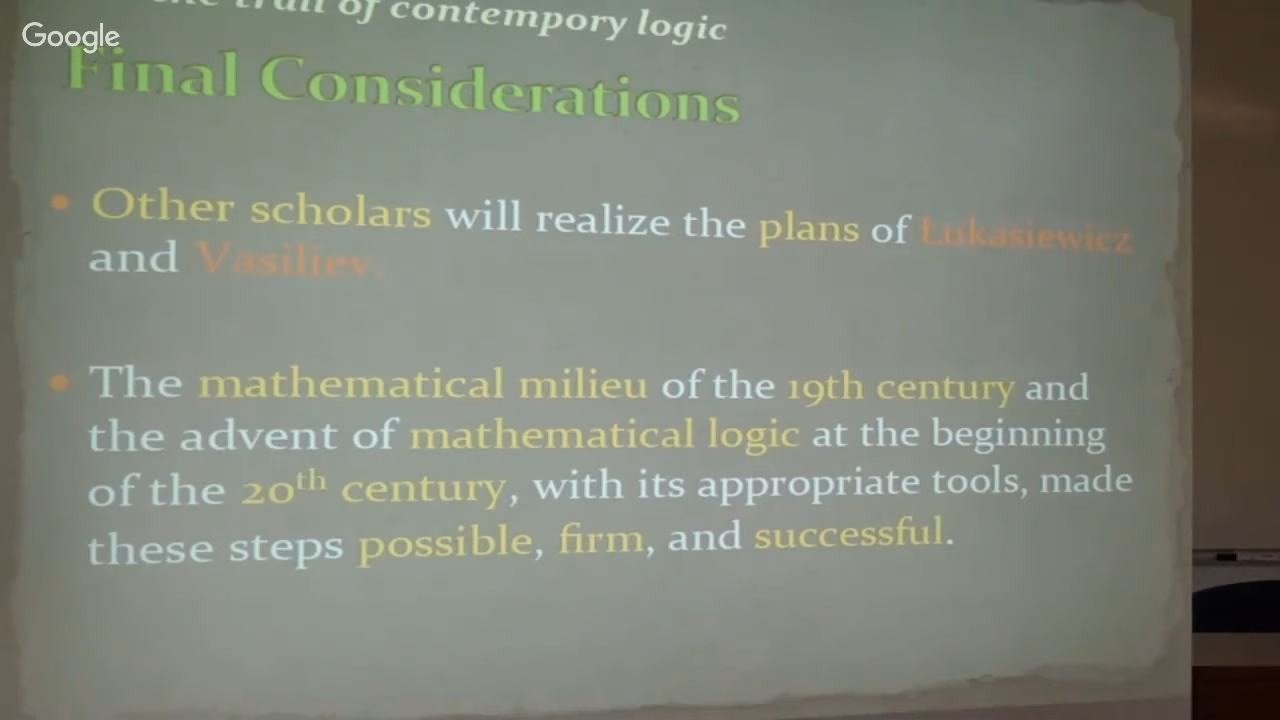 Google
the trail of contempory logic
Final Considerations
• Other scholars will realize the plans of Łukasiewicz
and Vasiliev.
• The mathematical milieu of the 19th century and
the advent of mathematical logic at the beginning
of the 20th century, with its appropriate tools, made
these steps possible, firm, and successful.